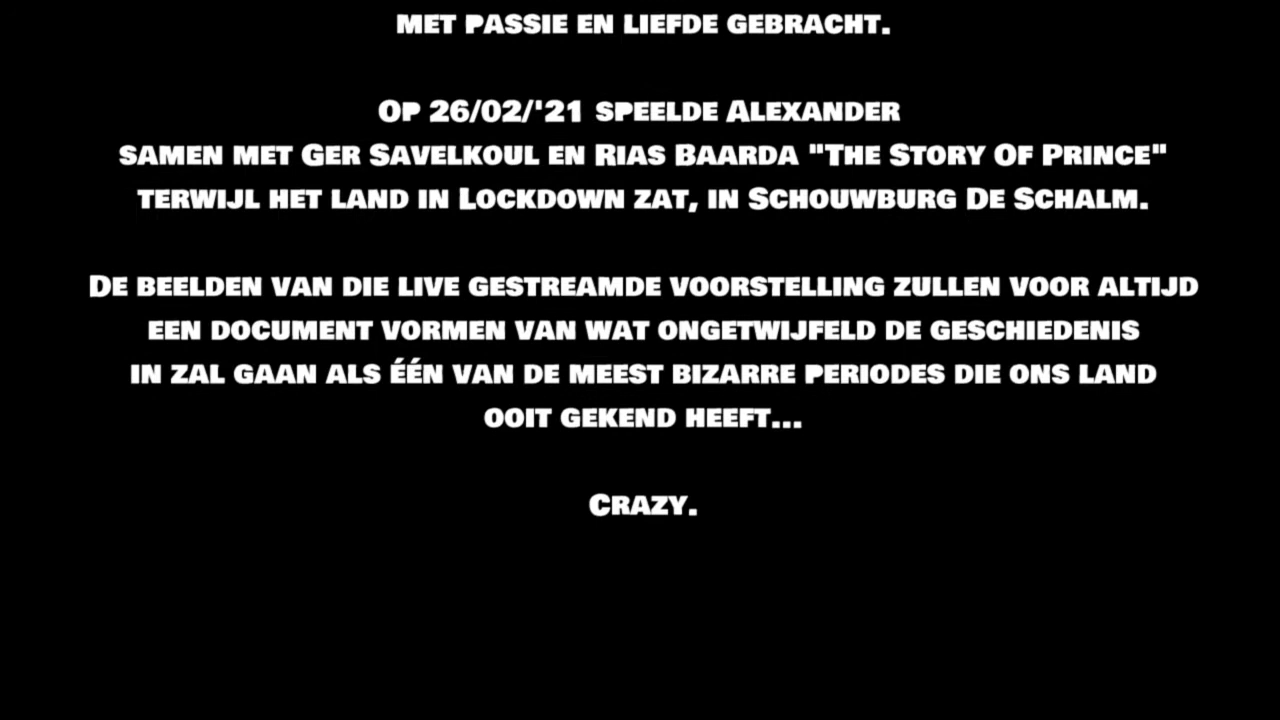 met passie en liefde gebracht.
Op 26/02/'21 speelde Alexander
samen met Ger Savelkoul en Rias Baarda "The Story Of Prince"
terwijl het land in Lockdown zat, in Schouwburg De Schalm.
De beelden van die live gestreamde voorstelling zullen voor altijd
een document vormen van wat ongetwijfeld de geschiedenis
in zal gaan als één van de meest bizarre periodes die ons land
ooit gekend heeft...
Crazy.